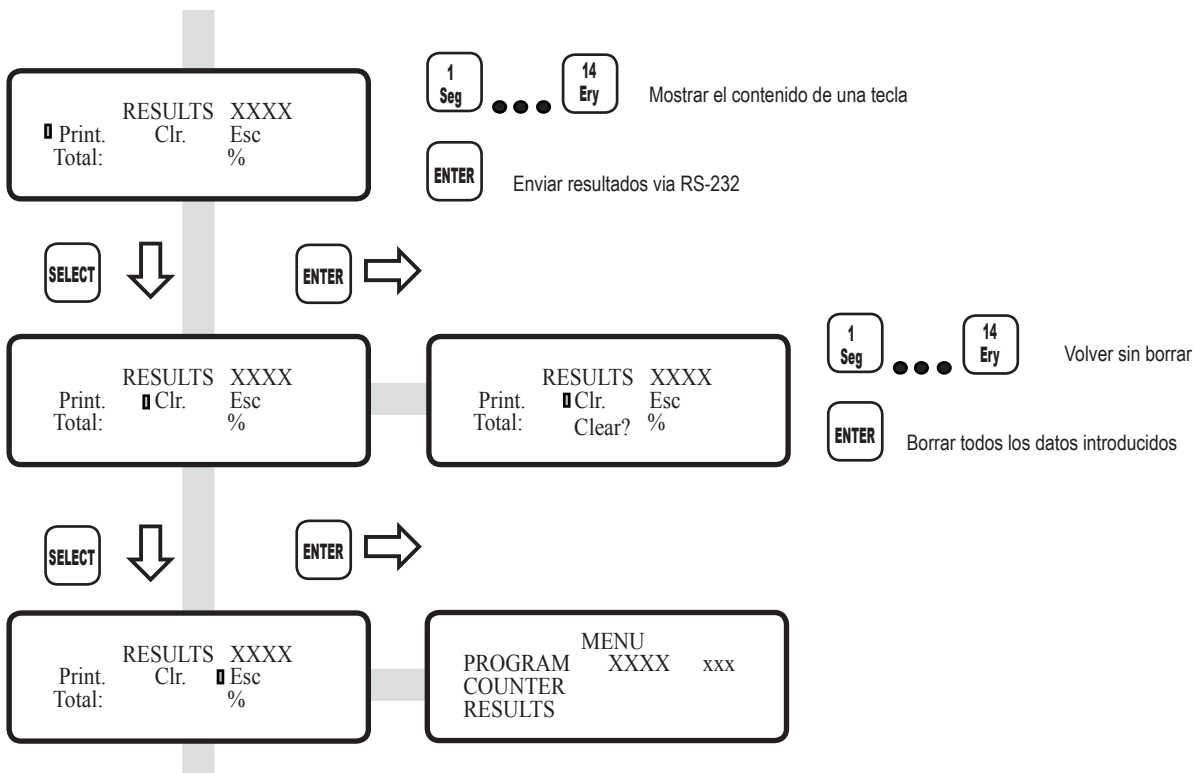 RESULTS XXXX
Print. Clr. Esc
Total: %
1 Seg
14 Ery
Mostrar el contenido de una tecla
ENTER
Enviar resultados via RS-232
SELECT
ENTER
RESULTS XXXX
Print. Clr. Esc
Total: %
RESULTS XXXX
Print. Clr. Esc
Total: Clear? %
1 Seg
14 Ery
Volver sin borrar
ENTER
Borrar todos los datos introducidos
SELECT
ENTER
RESULTS XXXX
Print. Clr. Esc
Total: %
MENU
PROGRAM XXXX xxx
COUNTER
RESULTS